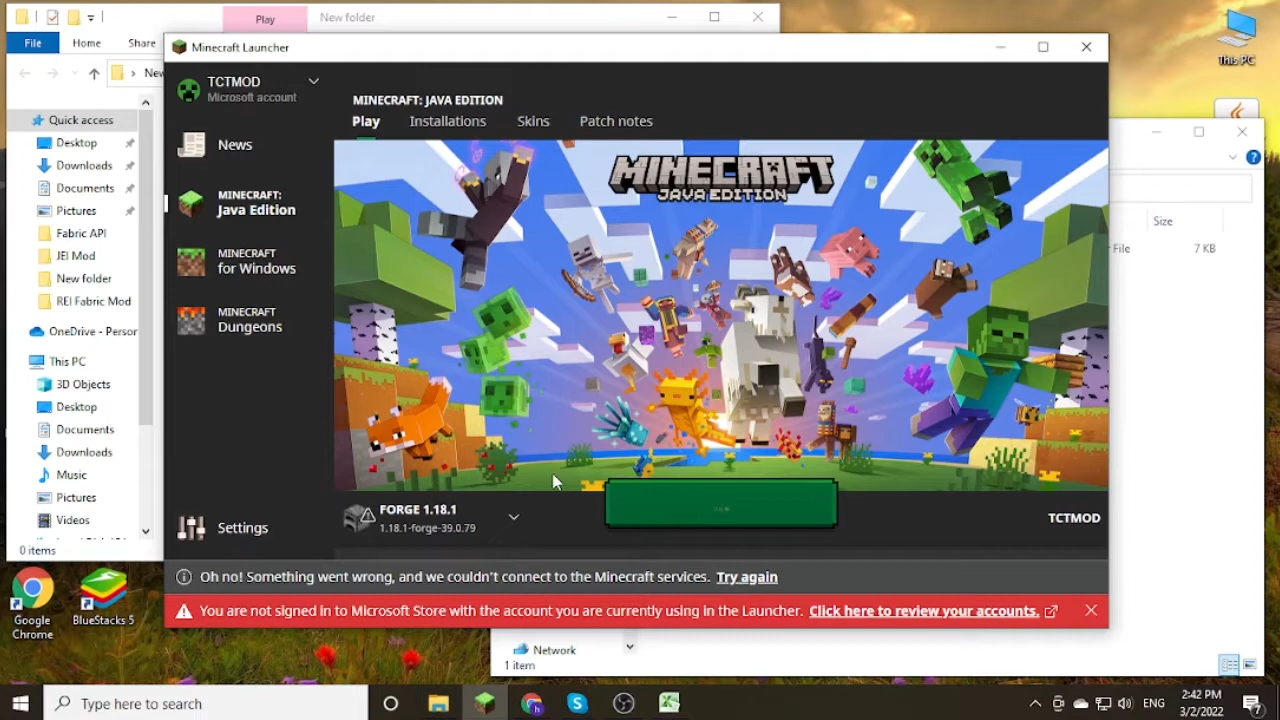 Play
New folder
File
Home
Share
New
Quick access
Desktop
Downloads
Documents
Pictures
Fabric API
JEI Mod
New folder
REI Fabric Mod
OneDrive - Person
This PC
3D Objects
Desktop
Documents
Downloads
Music
Pictures
Videos
0 items
Minecraft Launcher
TCTMOD
Microsoft account
News
MINECRAFT:
Java Edition
MINECRAFT
for Windows
MINECRAFT
Dungeons
Settings
MINECRAFT: JAVA EDITION
Play
Installations
Skins
Patch notes
MINECRAFT
JAVA EDITION
FORGE 1.18.1
1.18.1-forge-39.0.79
TCTMOD
Oh no! Something went wrong, and we couldn't connect to the Minecraft services. Try again
You are not signed in to Microsoft Store with the account you are currently using in the Launcher. Click here to review your accounts.
This PC
Size
File
7 KB
Network
1 item
Google
Chrome
BlueStacks 5
Type here to search
ENG
2:42 PM
3/2/2022
7